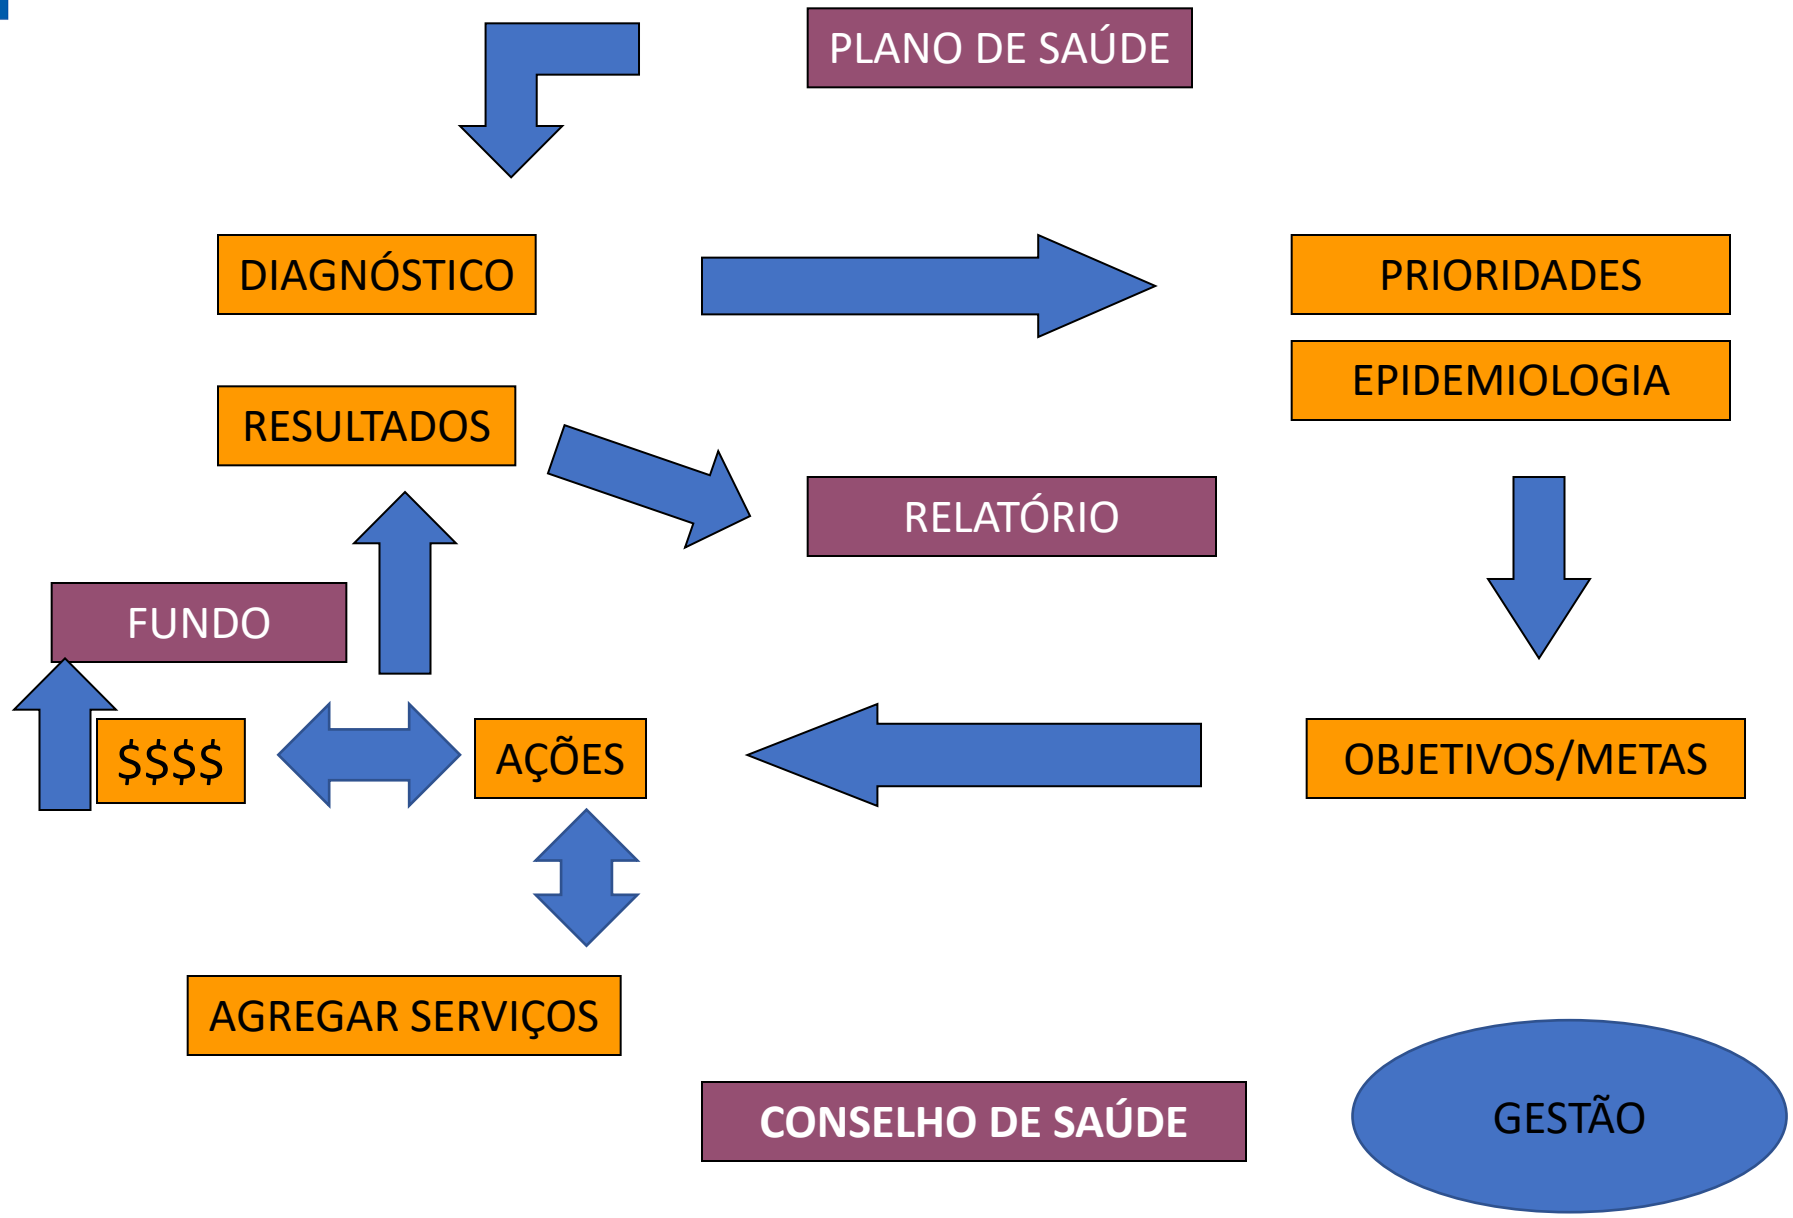 PLANO DE SAÚDE
DIAGNÓSTICO
PRIORIDADES
EPIDEMIOLOGIA
RESULTADOS
RELATÓRIO
FUNDO
$$$$
AÇÕES
OBJETIVOS/METAS
AGREGAR SERVIÇOS
CONSELHO DE SAÚDE
GESTÃO